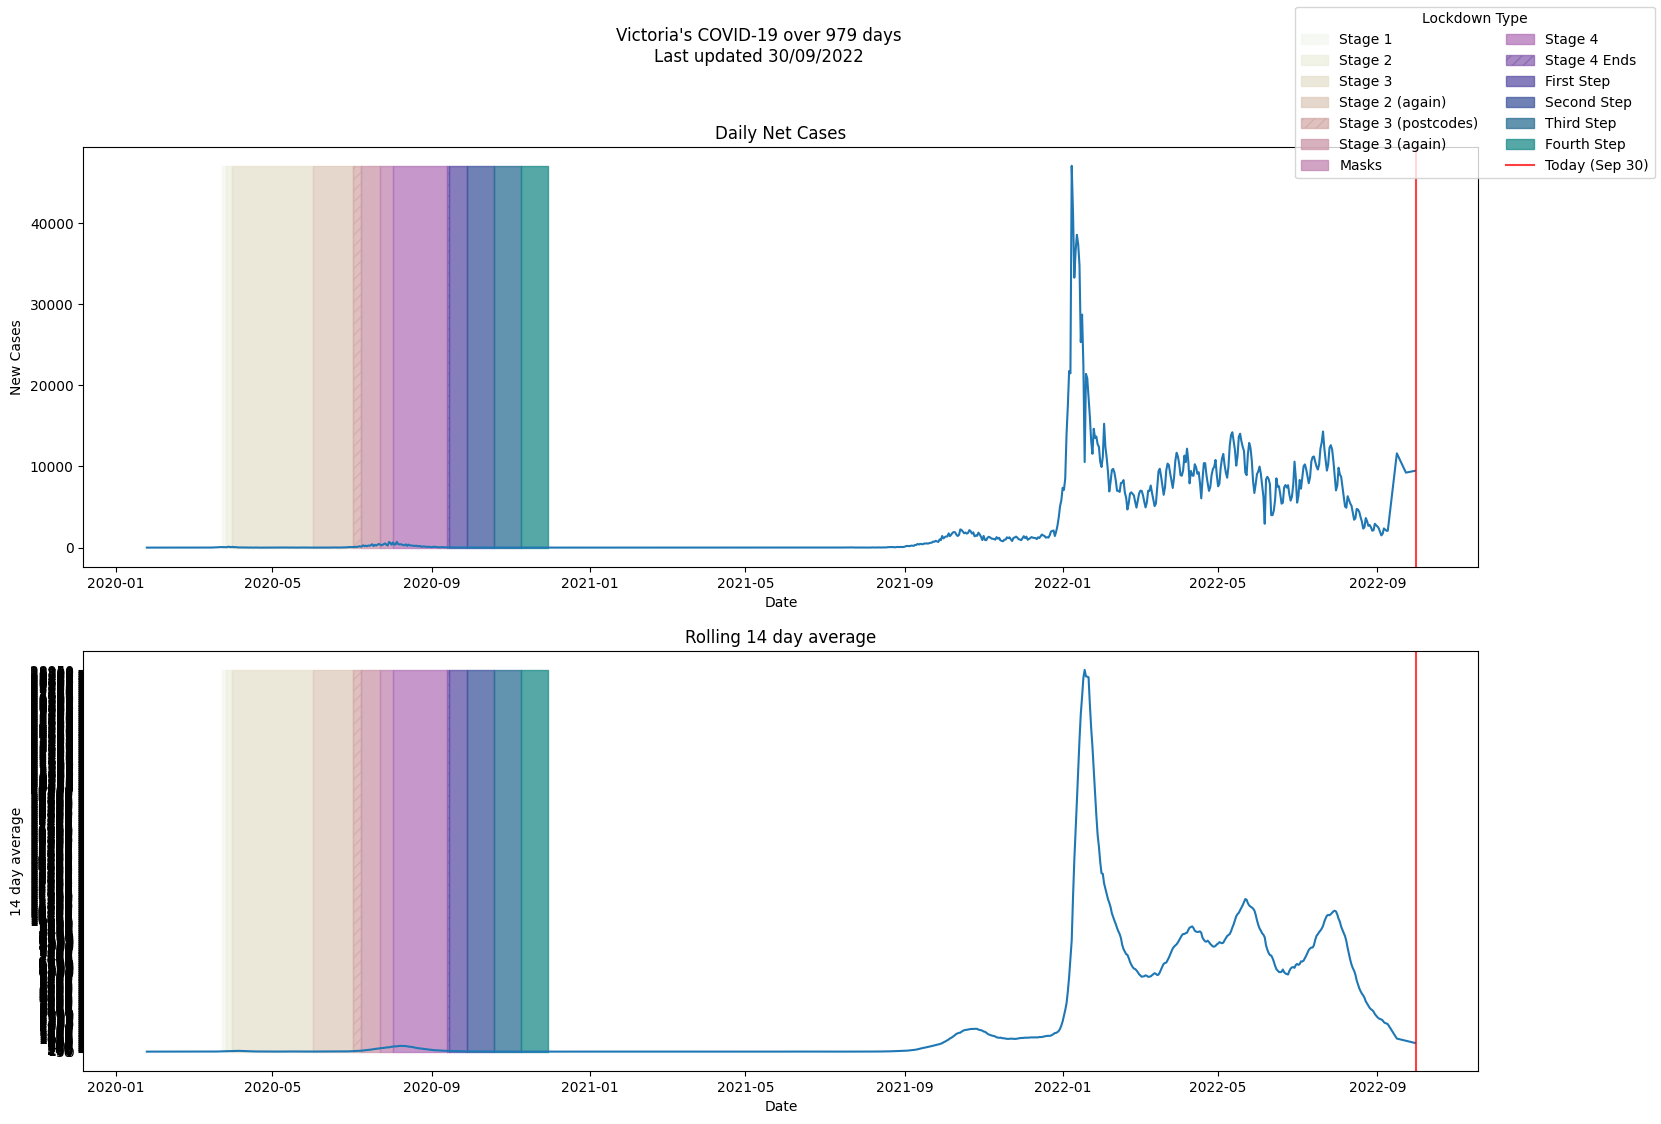 Victoria's COVID-19 over 979 days
Last updated 30/09/2022
Lockdown Type
Stage 1
Stage 2
Stage 3
Stage 2 (again)
Stage 3 (postcodes)
Stage 3 (again)
Masks
Stage 4
Stage 4 Ends
First Step
Second Step
Third Step
Fourth Step
Today (Sep 30)
Daily Net Cases
New Cases
40000
30000
20000
10000
0
2020-01 2020-05 2020-09 2021-01 2021-05 2021-09 2022-01 2022-05 2022-09
Date
Rolling 14 day average
14 day average
2020-01 2020-05 2020-09 2021-01 2021-05 2021-09 2022-01 2022-05 2022-09
Date